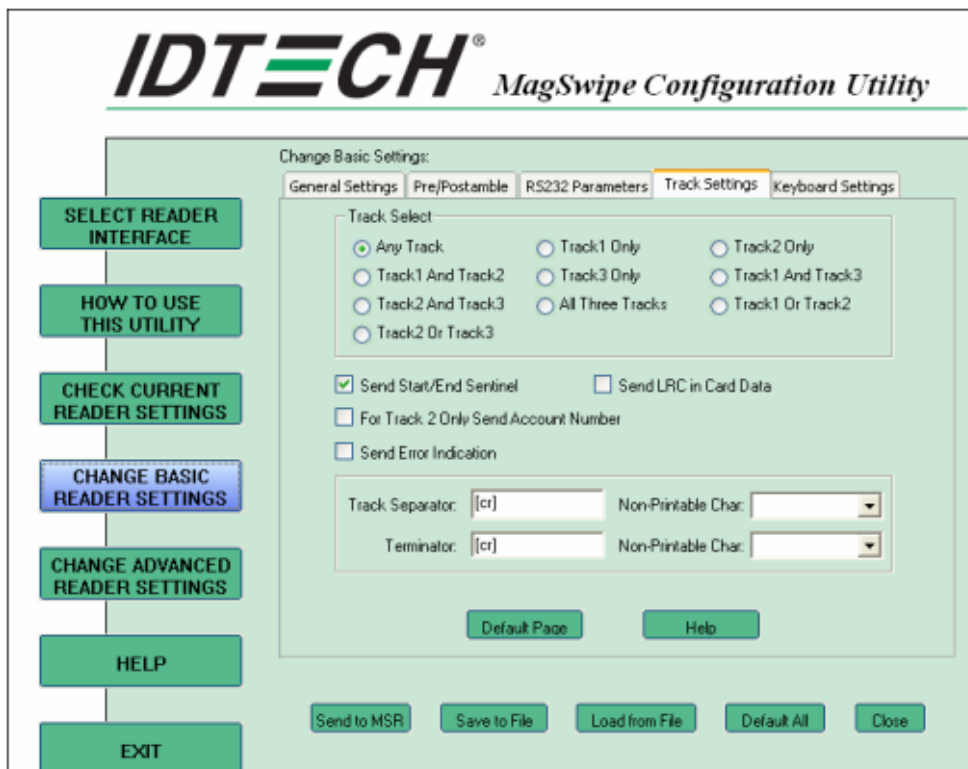 IDTECH®
MagSwipe Configuration Utility
Change Basic Settings:
General Settings Pre/Postamble RS232 Parameters Track Settings Keyboard Settings
SELECT READER
INTERFACE
HOW TO USE
THIS UTILITY
CHECK CURRENT
READER SETTINGS
CHANGE BASIC
READER SETTINGS
CHANGE ADVANCED
READER SETTINGS
HELP
EXIT
Track Select
Any Track Track1 Only Track2 Only
Track1 And Track2 Track3 Only Track1 And Track3
Track2 And Track3 All Three Tracks Track1 Or Track2
Track2 Or Track3
Send Start/End Sentinel Send LRC in Card Data
For Track 2 Only Send Account Number
Send Error Indication
Track Separator: [cr] Non-Printable Char:
Terminator: [cr] Non-Printable Char:
Default Page Help
Send to MSR Save to File Load from File Default All Close